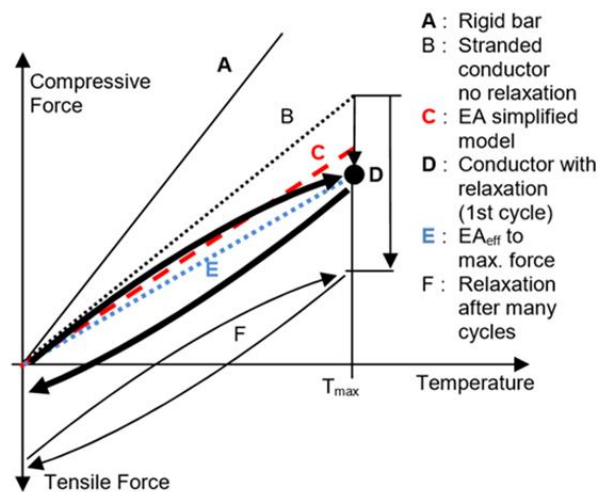 Compressive
Force
A
B
C
D
E
F
T max
Temperature
Tensile Force
A : Rigid bar
B : Stranded
conductor
no relaxation
C : EA simplified
model
D : Conductor with
relaxation
(1st cycle)
E : EAeff to
max. force
F : Relaxation
after many
cycles